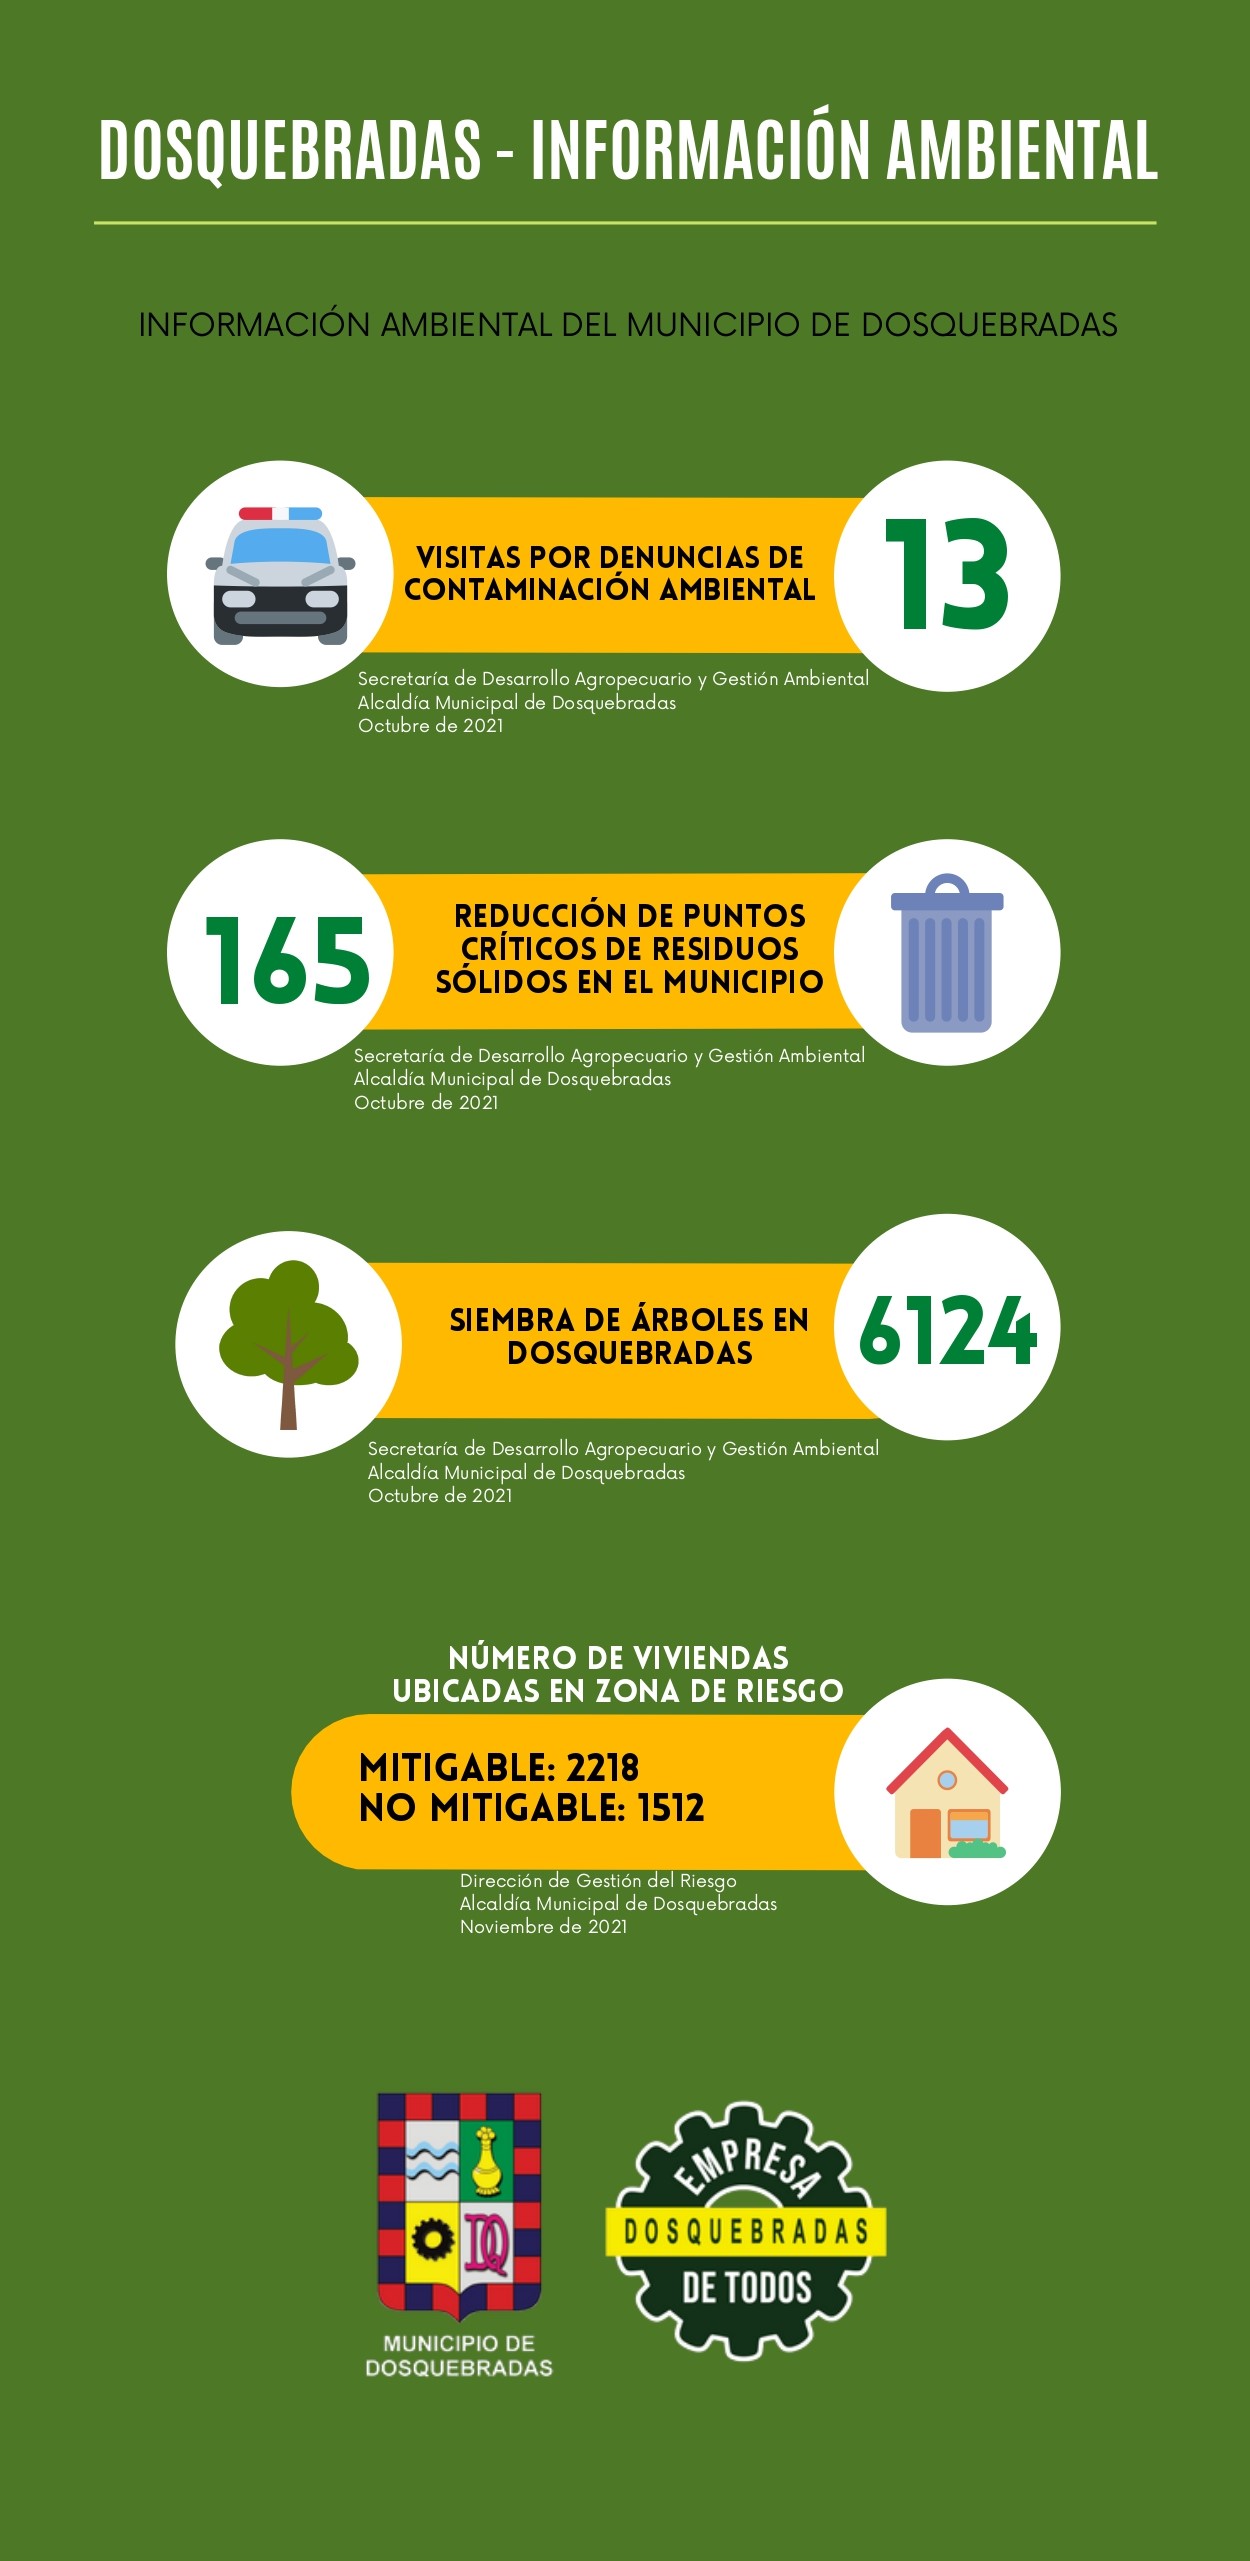 DOSQUEBRADAS - INFORMACIÓN AMBIENTAL
INFORMACIÓN AMBIENTAL DEL MUNICIPIO DE DOSQUEBRADAS
VISITAS POR DENUNCIAS DE
CONTAMINACIÓN AMBIENTAL
13
Secretaría de Desarrollo Agropecuario y Gestión Ambiental
Alcaldía Municipal de Dosquebradas
Octubre de 2021
165
REDUCCIÓN DE PUNTOS
CRÍTICOS DE RESIDUOS
SÓLIDOS EN EL MUNICIPIO
Secretaría de Desarrollo Agropecuario y Gestión Ambiental
Alcaldía Municipal de Dosquebradas
Octubre de 2021
SIEMBRA DE ÁRBOLES EN
DOSQUEBRADAS
6124
Secretaría de Desarrollo Agropecuario y Gestión Ambiental
Alcaldía Municipal de Dosquebradas
Octubre de 2021
NÚMERO DE VIVIENDAS
UBICADAS EN ZONA DE RIESGO
MITIGABLE: 2218
NO MITIGABLE: 1512
Dirección de Gestión del Riesgo
Alcaldía Municipal de Dosquebradas
Noviembre de 2021
DQ
MUNICIPIO DE
DOSQUEBRADAS
EMPRESA
DOSQUEBRADAS
DE TODOS